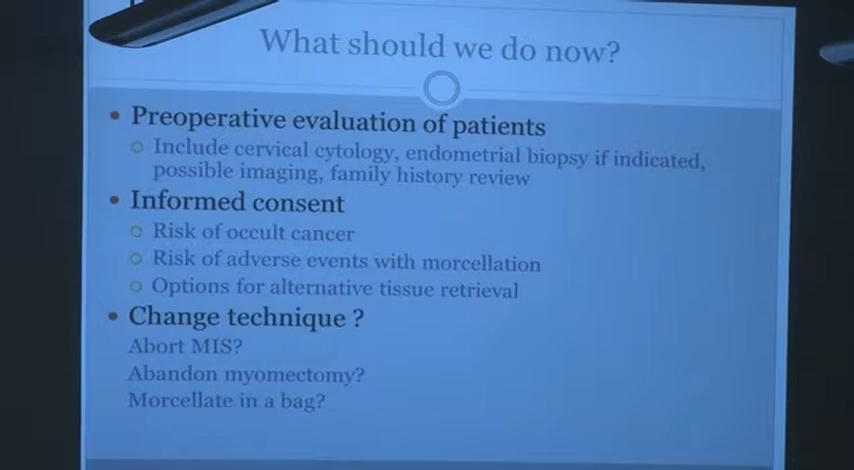 What should we do now?
• Preoperative evaluation of patients
○ Include cervical cytology, endometrial biopsy if indicated,
possible imaging, family history review
• Informed consent
○ Risk of occult cancer
○ Risk of adverse events with morcellation
○ Options for alternative tissue retrieval
• Change technique ?
Abort MIS?
Abandon myomectomy?
Morcellate in a bag?